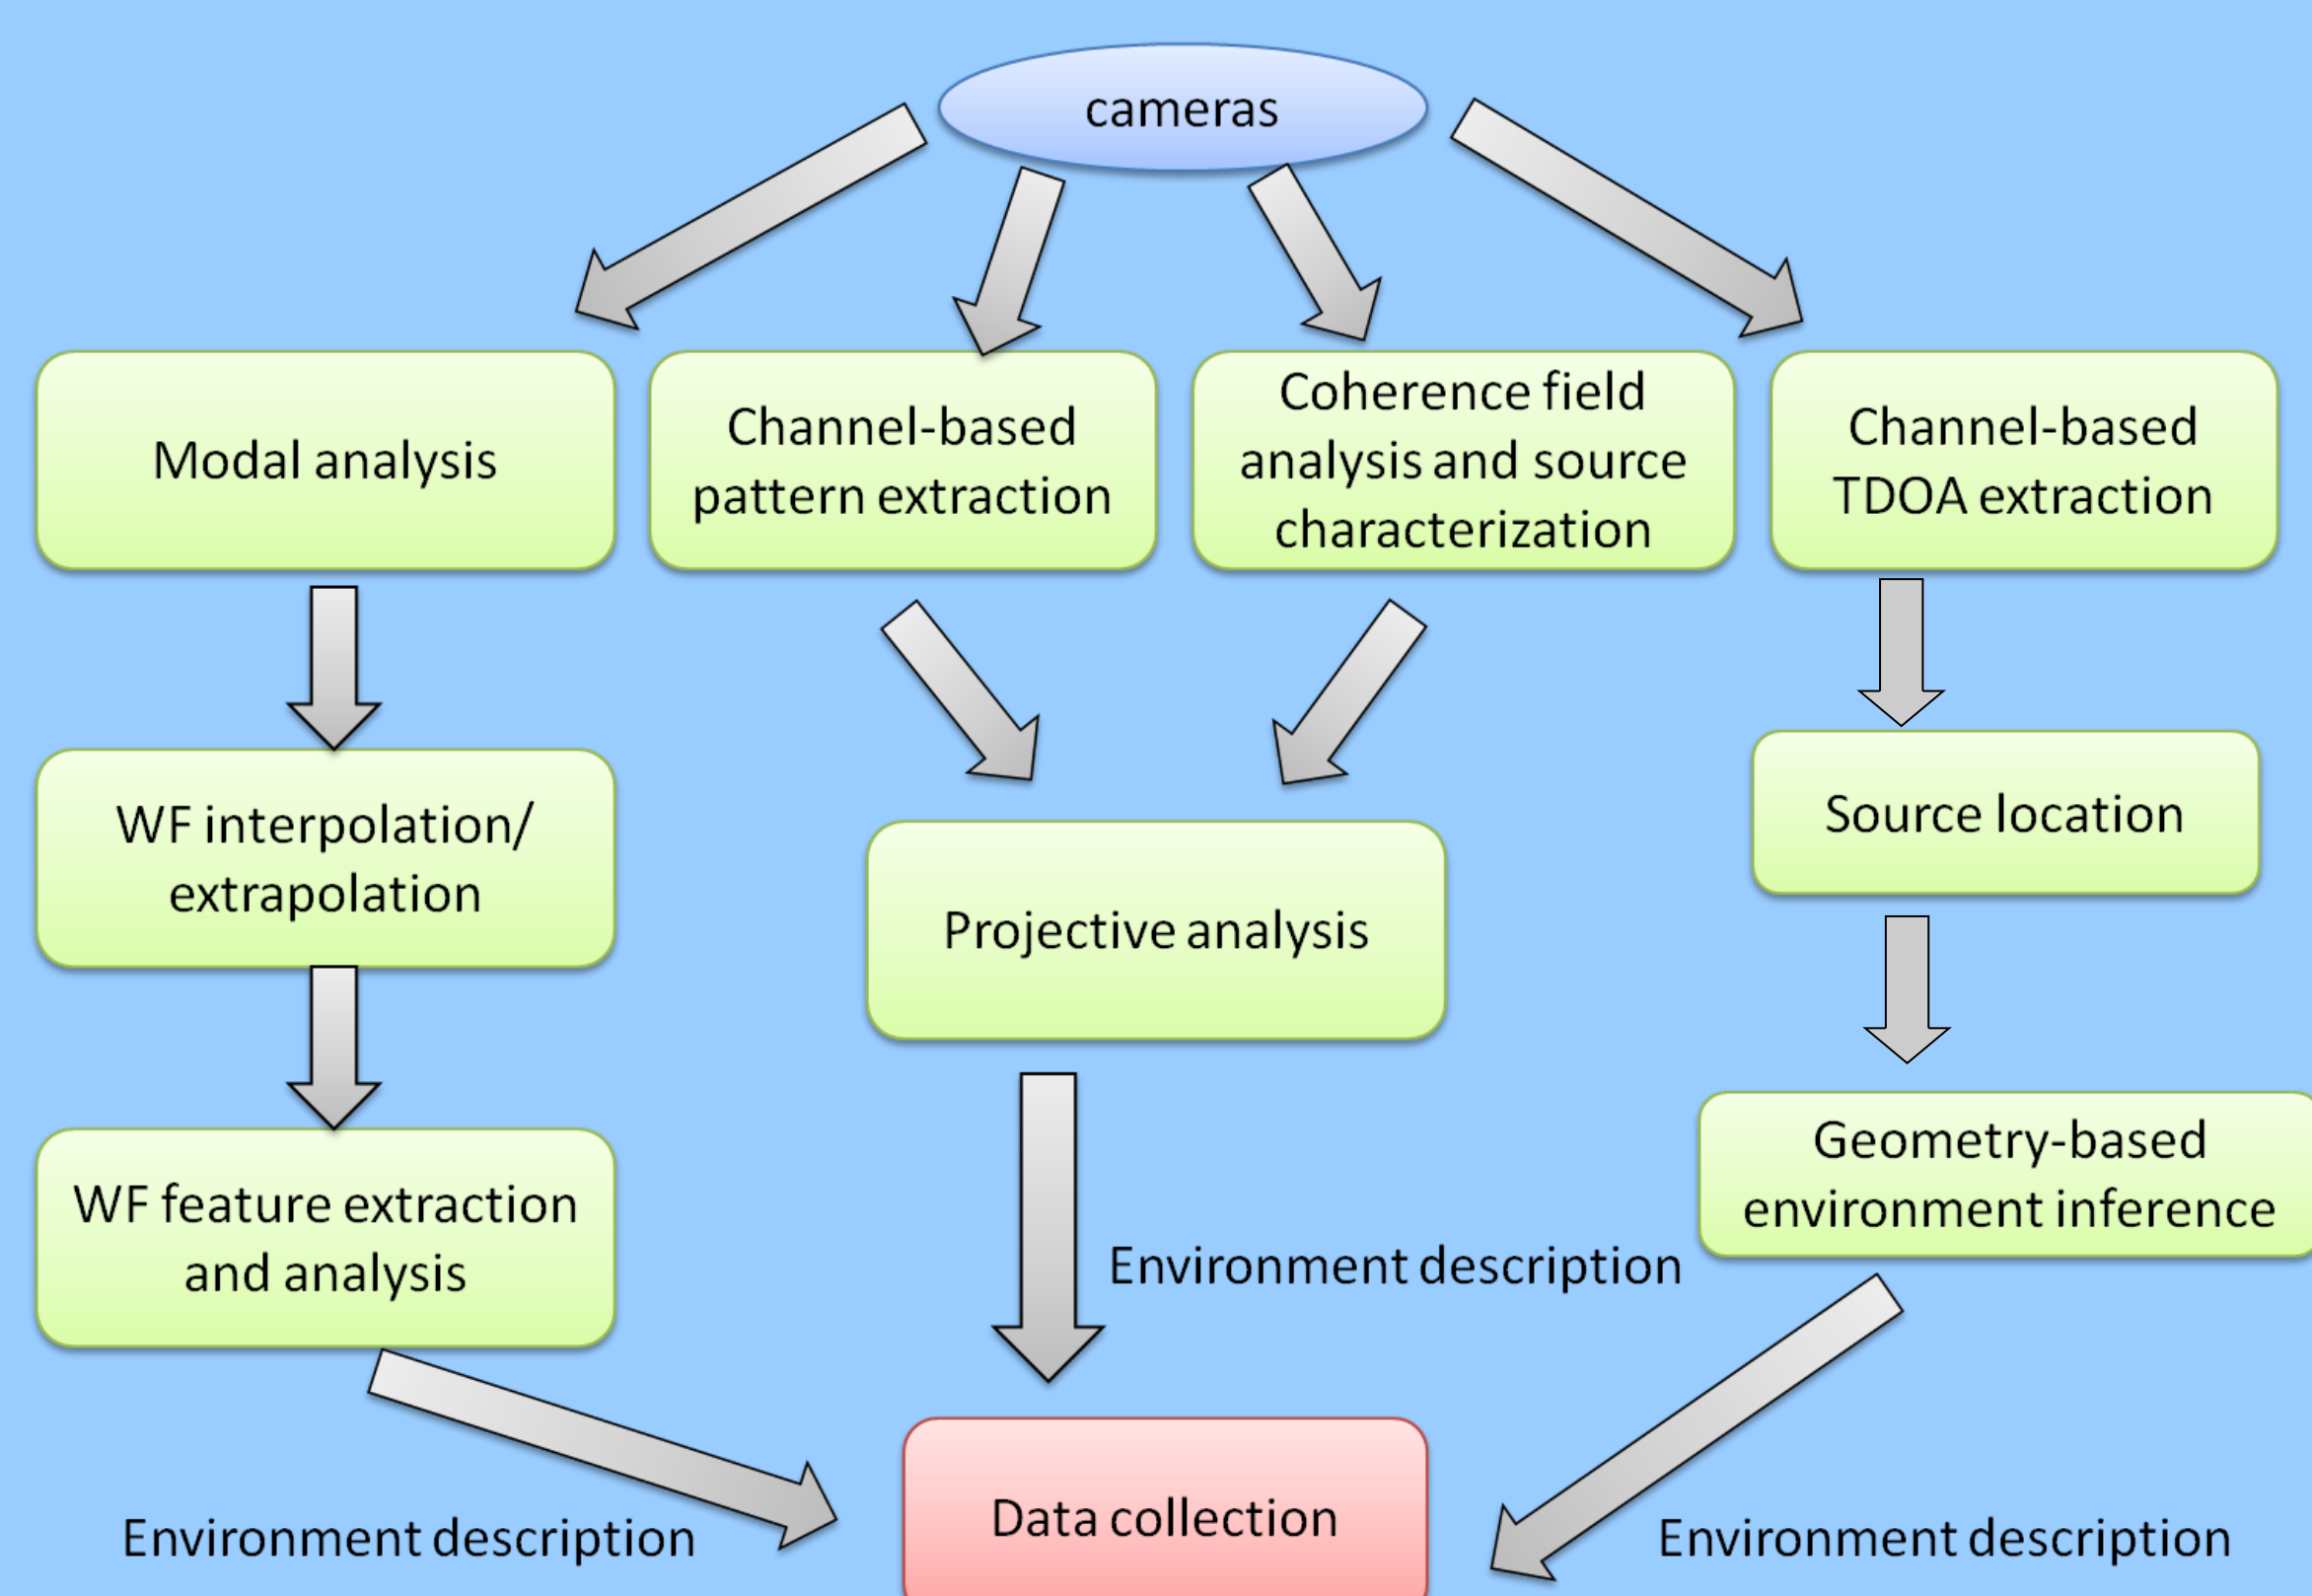 cameras
Modal analysis
Channel-based
pattern extraction
Coherence field
analysis and source
characterization
Channel-based
TDOA extraction
WF interpolation/
extrapolation
Projective analysis
Source location
WF feature extraction
and analysis
Geometry-based
environment inference
Environment description
Data collection
Environment description
Environment description